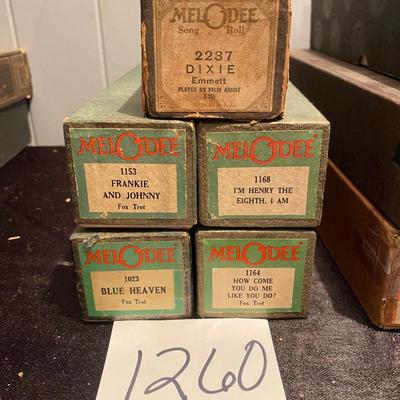 MELODEE
Song Roll
2237
DIXIE
Emmett
PLAYED BY FELIX ARNDT
MELODEE
1153
FRANKIE
AND JOHNNY
Fox Trot
MELODEE
1168
I'M HENRY THE
EIGHTH, I AM
MELODEE
1023
BLUE HEAVEN
Fox Trot
MELODEE
1164
HOW COME
YOU DO ME
LIKE YOU DO?
Fox Trot
1260